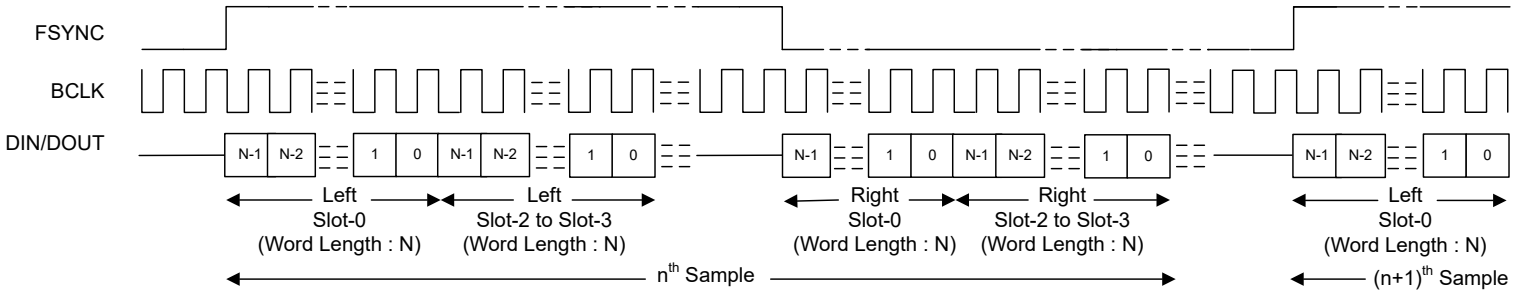 FSYNC
BCLK
DIN/DOUT
N-1 N-2 1 0 N-1 N-2 1 0 N-1 1 0 N-1 N-2 1 0 N-1 N-2 1 0
Left Left Right Right Left
Slot-0 Slot-2 to Slot-3 Slot-0 Slot-2 to Slot-3 Slot-0
(Word Length : N) (Word Length : N) (Word Length : N) (Word Length : N) (Word Length : N)
nth Sample (n+1)th Sample